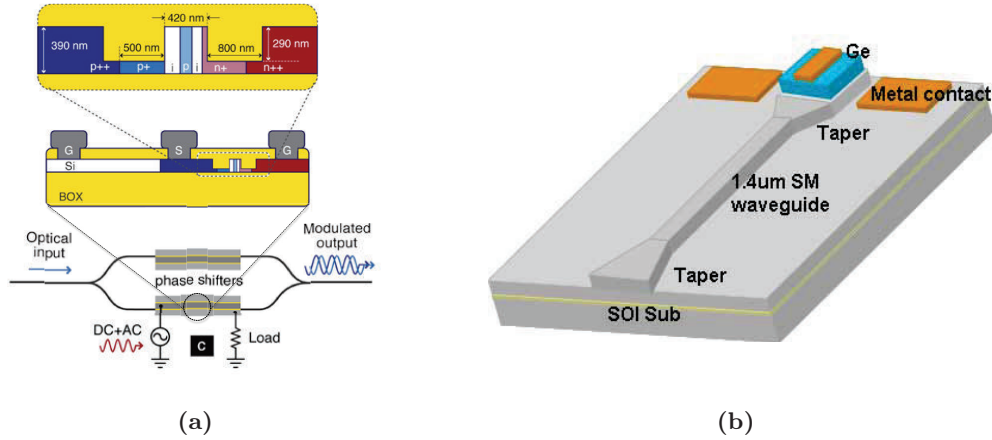 420 nm
390 nm
500 nm
800 nm
290 nm
p++
p+
i
p
i
n+
n++
G
S
G
Si
BOX
Optical
input
Modulated
output
phase shifters
DC+AC
C
Load
(a)
Ge
Metal contact
Taper
1.4um SM
waveguide
Taper
SOI Sub
(b)